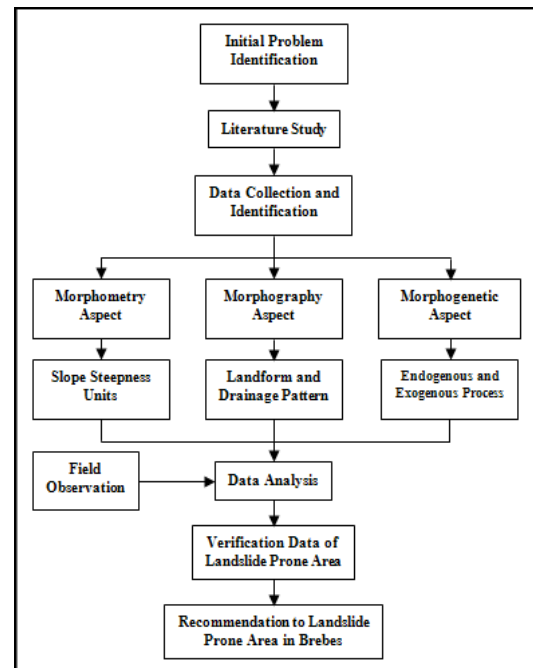 Initial Problem
Identification
Literature Study
Data Collection and
Identification
Morphometry
Aspect
Morphography
Aspect
Morphogenetic
Aspect
Slope Steepness
Units
Landform and
Drainage Pattern
Endogenous and
Exogenous Process
Field
Observation
Data Analysis
Verification Data of
Landslide Prone Area
Recommendation to Landslide
Prone Area in Brebes